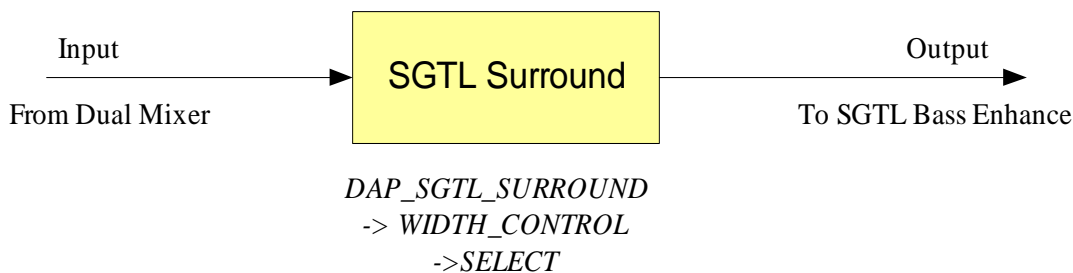 Input
SGTL Surround
Output
From Dual Mixer
To SGTL Bass Enhance
DAP_SGTL_SURROUND
-> WIDTH_CONTROL
->SELECT